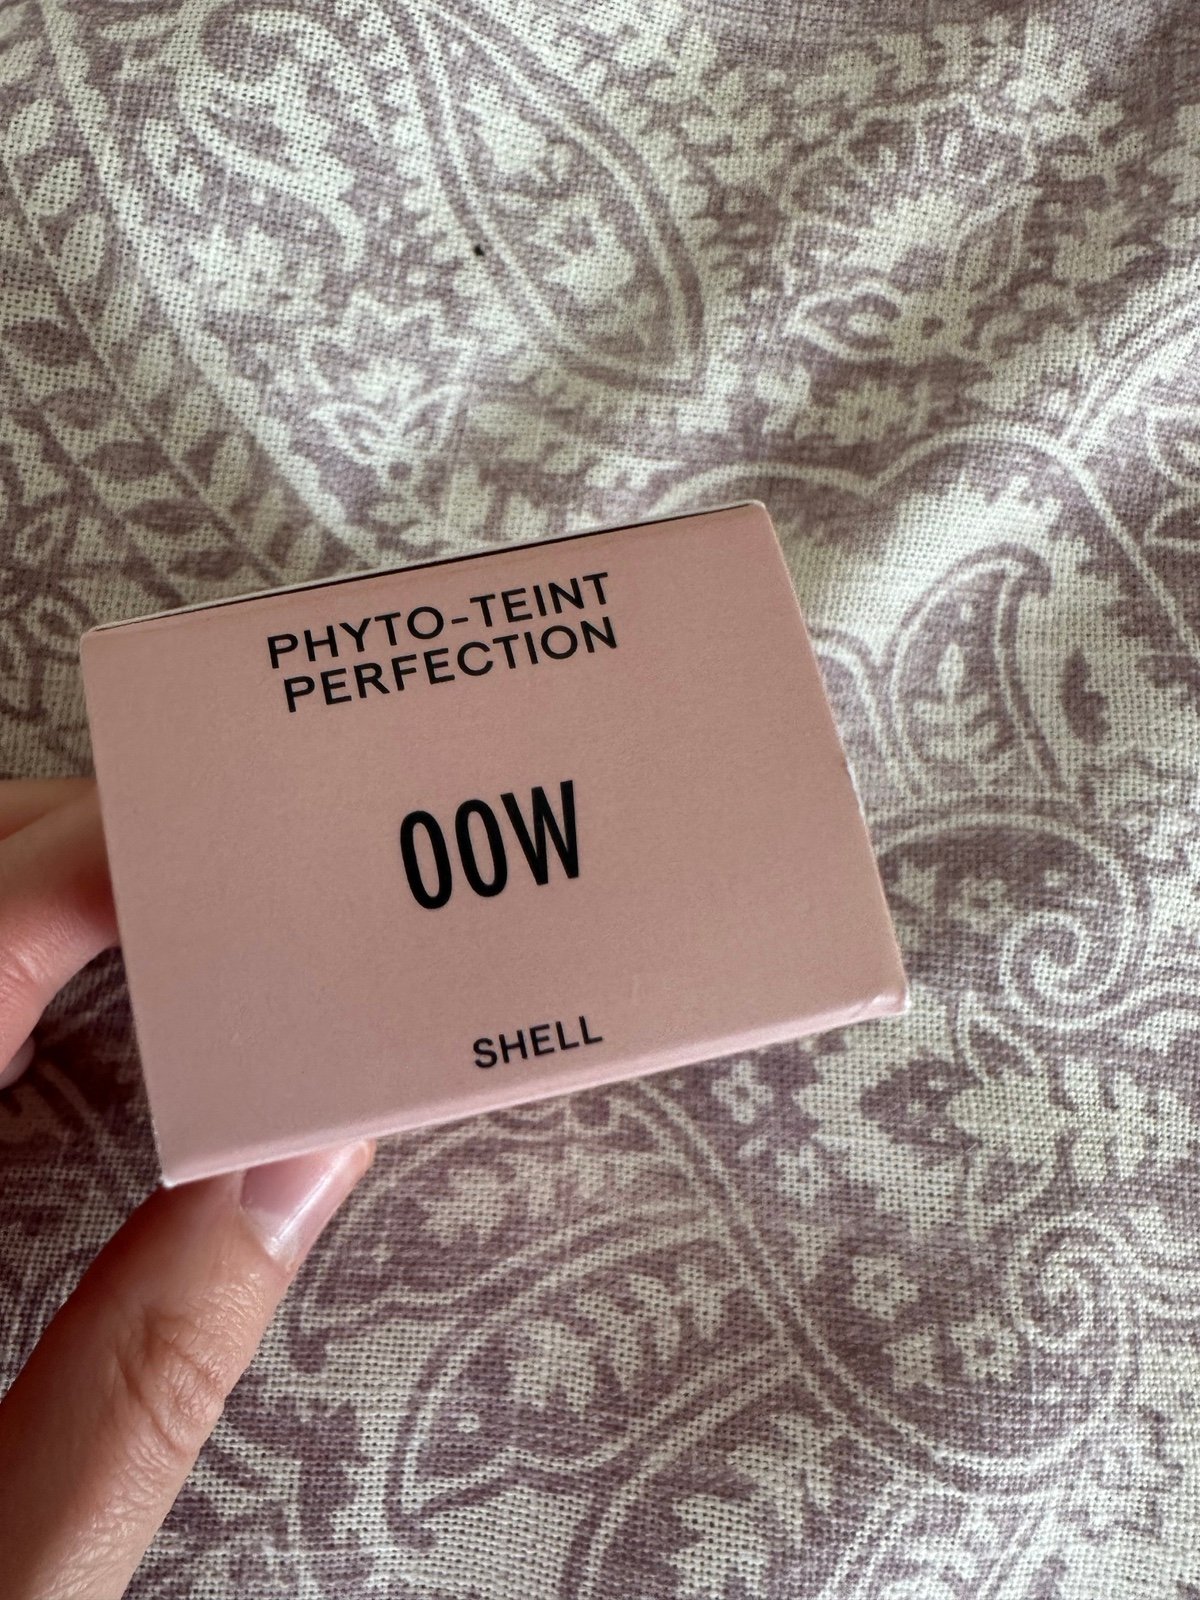 PHYTO-TEINT
PERFECTION
00W
SHELL